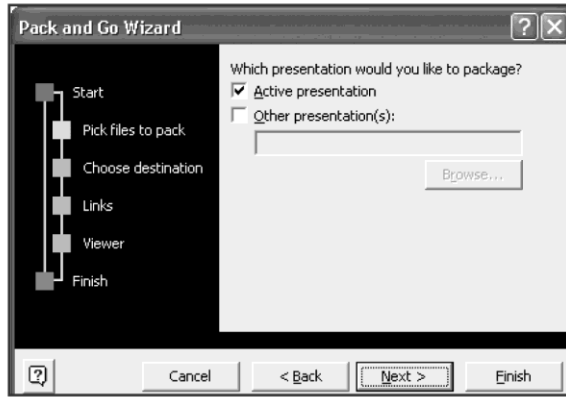 Pack and Go Wizard
Which presentation would you like to package?
Active presentation
Other presentation(s):
Browse...
Start
Pick files to pack
Choose destination
Links
Viewer
Finish
Cancel
< Back
Next >
Finish